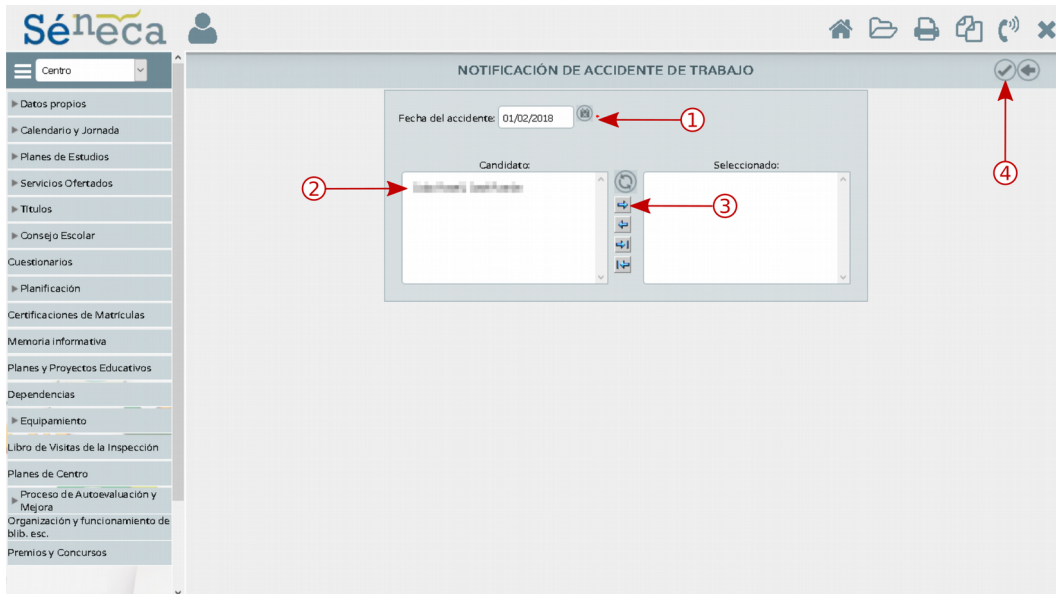 Séneca
Centro
NOTIFICACIÓN DE ACCIDENTE DE TRABAJO
Datos propios
Calendario y Jornada
Planes de Estudios
Servicios Ofertados
Títulos
Consejo Escolar
Cuestionarios
Planificación
Certificaciones de Matrículas
Memoria informativa
Planes y Proyectos Educativos
Dependencias
Equipamiento
Libro de Visitas de la Inspección
Planes de Centro
Proceso de Autoevaluación y
Mejora
Organización y funcionamiento de
blib. esc.
Premios y Concursos
Fecha del accidente: 01/02/2018 * 1
Candidato: Seleccionado:
2
3
4